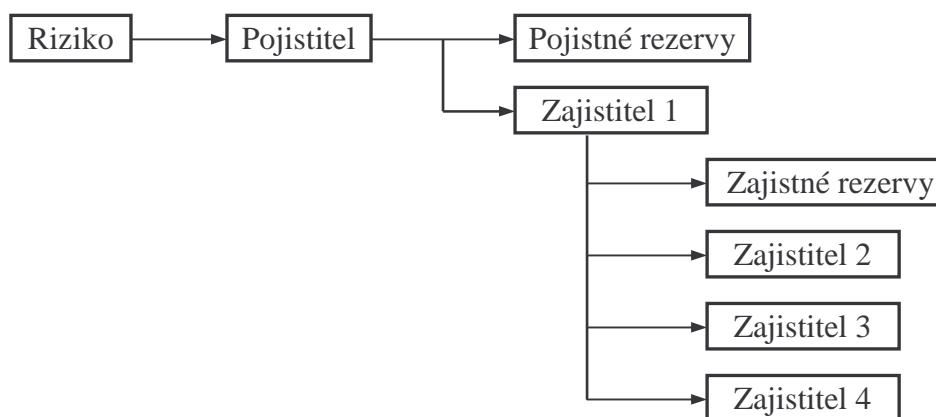 Riziko
Pojistitel
Pojistné rezervy
Zajistitel 1
Zajistné rezervy
Zajistitel 2
Zajistitel 3
Zajistitel 4